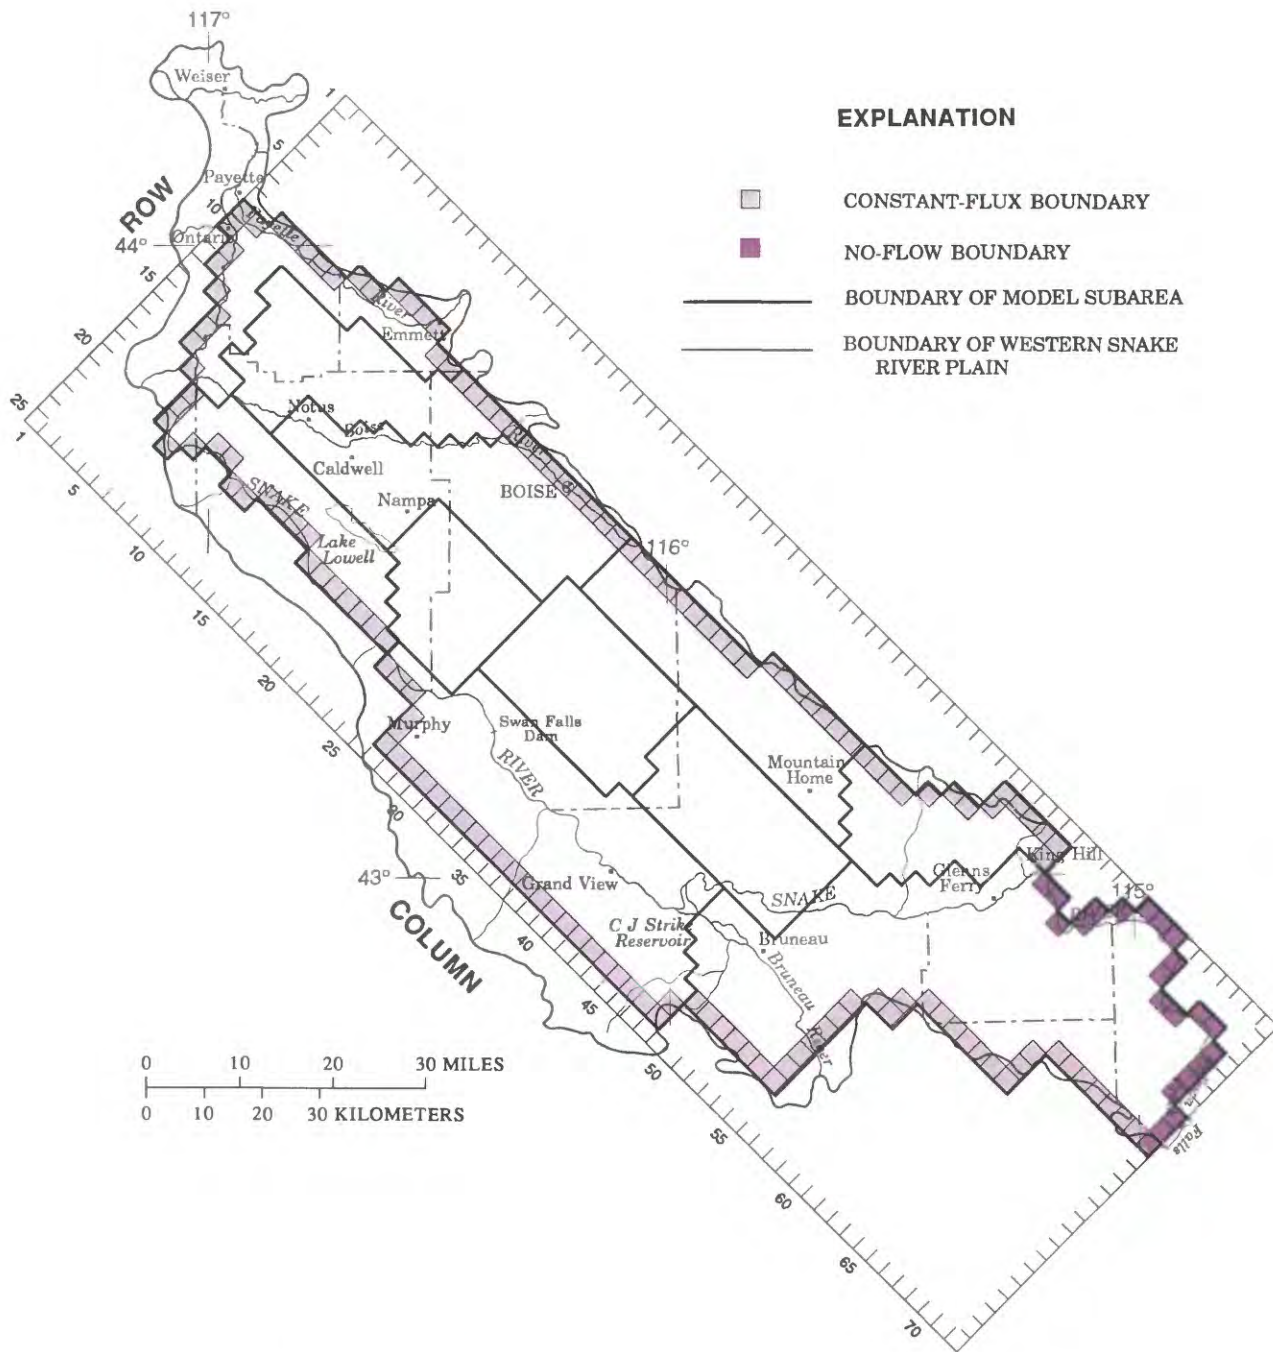 117°
Weiser
1
5
EXPLANATION
CONSTANT-FLUX BOUNDARY
NO-FLOW BOUNDARY
BOUNDARY OF MODEL SUBAREA
BOUNDARY OF WESTERN SNAKE
RIVER PLAIN
Payette
ROW
10
Payette
Ontario
44°
15
River
Emmett
20
25
1
Notus
Boise
River
Caldwell
BOISE
Nampa
SNAKE
Lake
Lowell
5
10
116°
15
20
Murphy
Swan Falls
Dam
25
RIVER
Mountain
Home
30
King Hill
Glenns
Ferry
43°
35
Grand View
SNAKE
115°
COLUMN
C J Strike
Reservoir
Bruneau
Bruneau
River
40
45
50
0 10 20 30 MILES
0 10 20 30 KILOMETERS
Falls
55
60
65
70